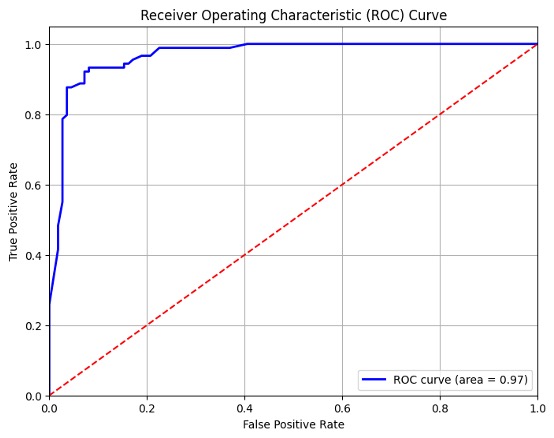 Receiver Operating Characteristic (ROC) Curve
1.0
0.8
0.6
0.4
0.2
0.0
True Positive Rate
0.0 0.2 0.4 0.6 0.8 1.0
False Positive Rate
ROC curve (area = 0.97)